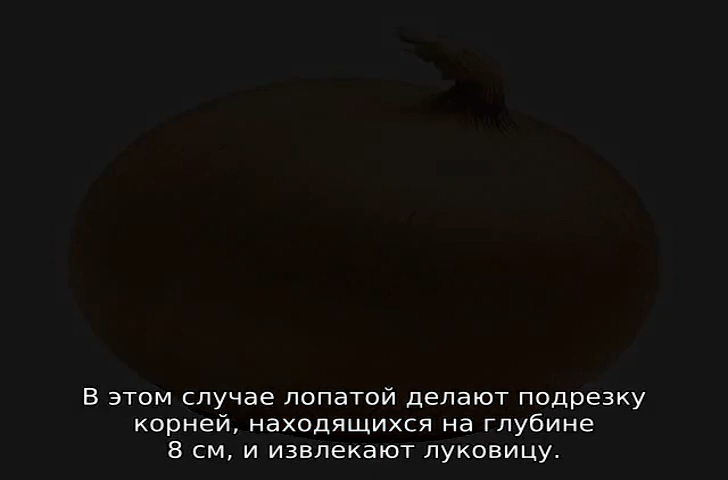 В этом случае лопатой делают подрезку
корней, находящихся на глубине
8 см, и извлекают луковицу.